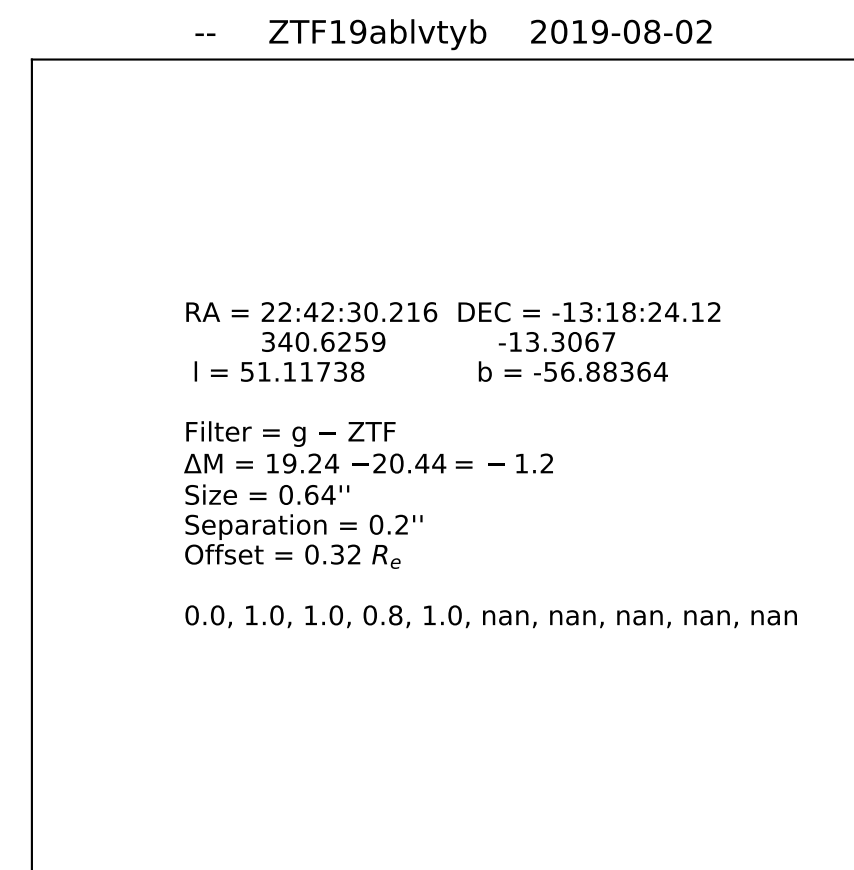 -- ZTF19ablvtyb 2019-08-02
RA = 22:42:30.216 DEC = -13:18:24.12
340.6259 -13.3067
l = 51.11738 b = -56.88364
Filter = g − ZTF
ΔM = 19.24 −20.44 = − 1.2
Size = 0.64''
Separation = 0.2''
Offset = 0.32 Re
0.0, 1.0, 1.0, 0.8, 1.0, nan, nan, nan, nan, nan